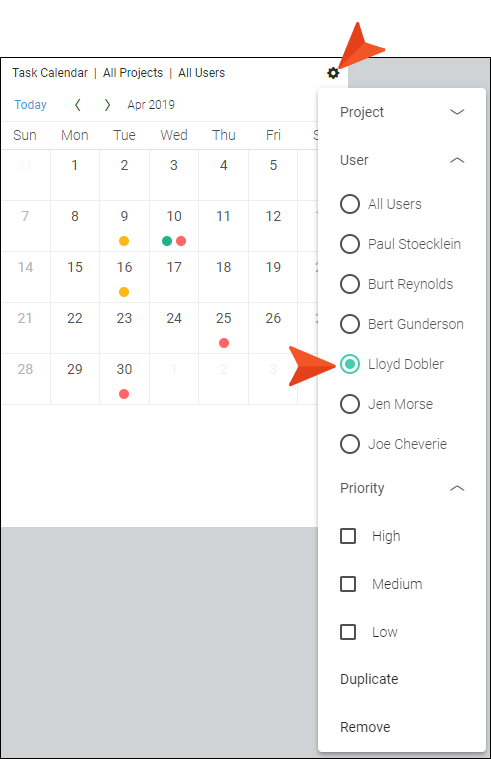 Task Calendar | All Projects | All Users
Today Apr 2019
Sun Mon Tue Wed Thu Fri S
31 1 2 3 4 5
7 8 9 10 11 12 1
14 15 16 17 18 19 2
21 22 23 24 25 26 2
28 29 30 1 2 3
Project
User
All Users
Paul Stoecklein
Burt Reynolds
Bert Gunderson
Lloyd Dobler
Jen Morse
Joe Cheverie
Priority
High
Medium
Low
Duplicate
Remove